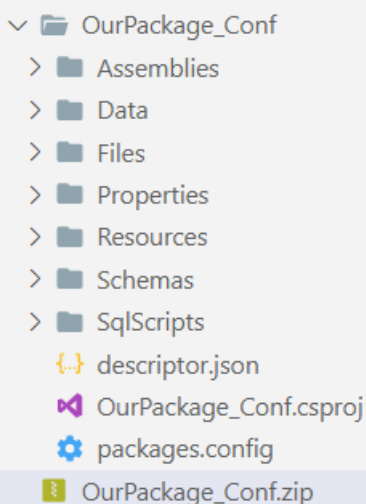 OurPackage_Conf
Assemblies
Data
Files
Properties
Resources
Schemas
SqlScripts
descriptor.json
OurPackage_Conf.csproj
packages.config
OurPackage_Conf.zip